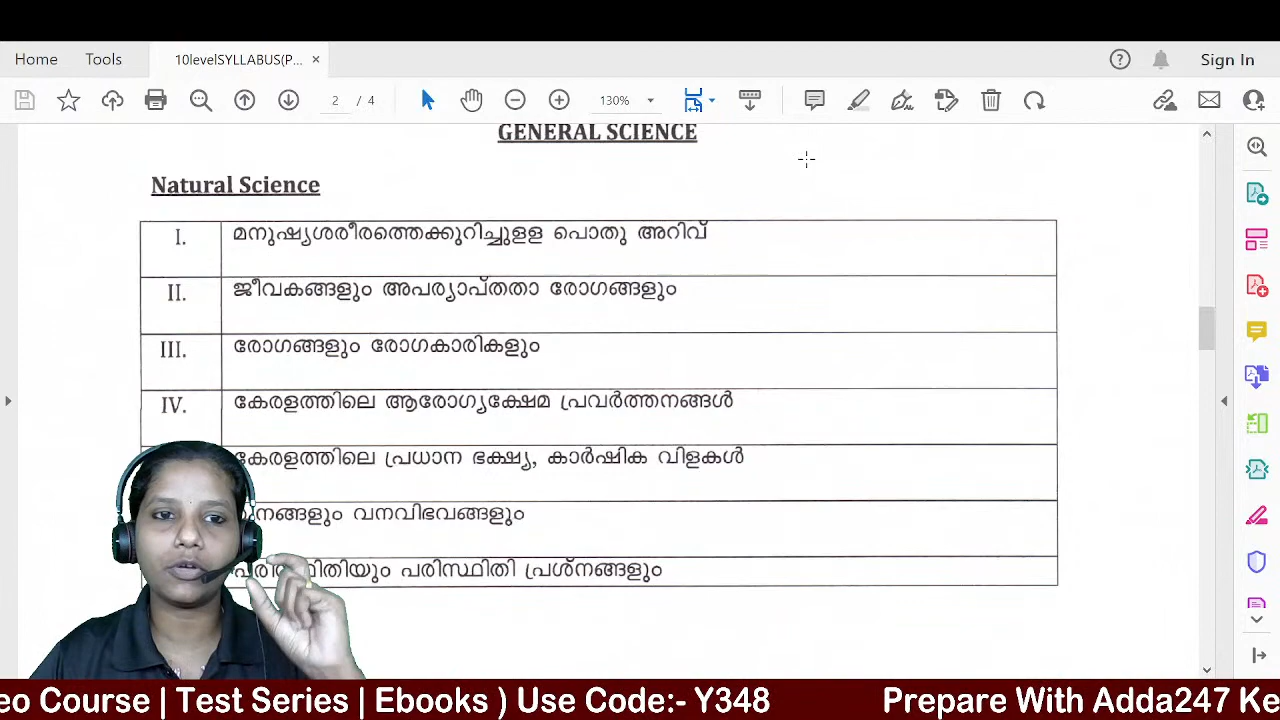 Home Tools 10levelSYLLABUS(P... × Sign In
2 / 4 130%
GENERAL SCIENCE
Natural Science
I. മനുഷ്യശരീരത്തെക്കുറിച്ചുളള പൊതു അറിവ്
II. ജീവകങ്ങളും അപര്യാപ്തതാ രോഗങ്ങളും
III. രോഗങ്ങളും രോഗകാരികളും
IV. കേരളത്തിലെ ആരോഗ്യക്ഷേമ പ്രവർത്തനങ്ങൾ
കേരളത്തിലെ പ്രധാന ഭക്ഷ്യ, കാർഷിക വിളകൾ
വനവിഭവങ്ങളും
പരിസ്ഥിതി പ്രശ്നങ്ങളും
eo Course | Test Series | Ebooks ) Use Code:- Y348 Prepare With Adda247 Ke